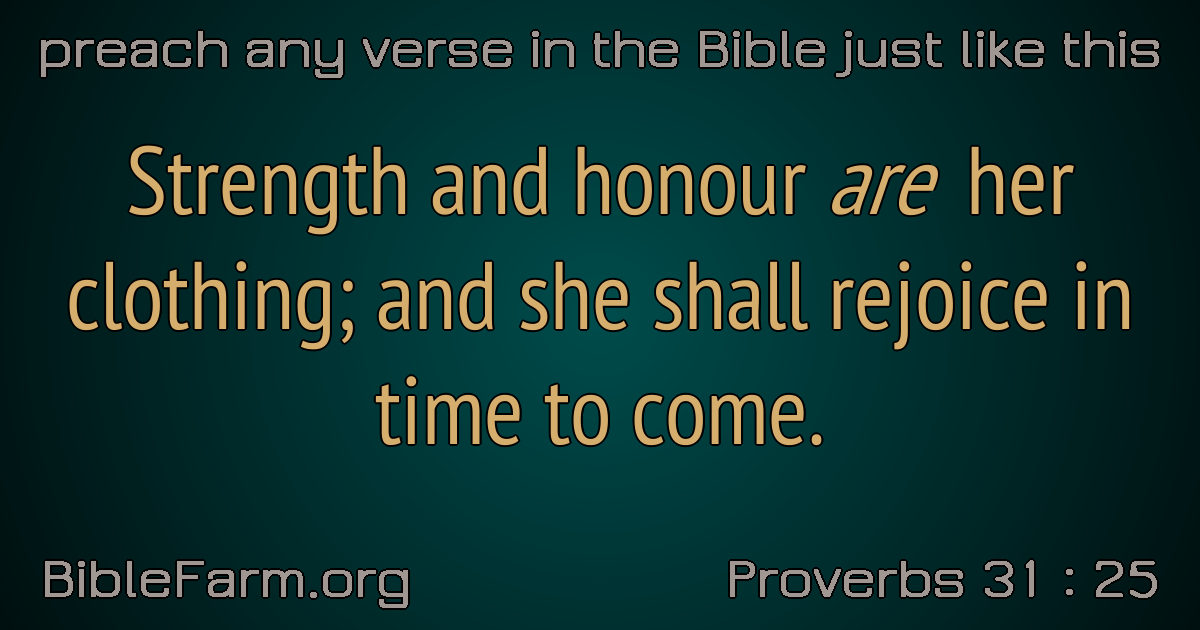 preach any verse in the Bible just like this
Strength and honour are her
clothing; and she shall rejoice in
time to come.
BibleFarm.org
Proverbs 31 : 25